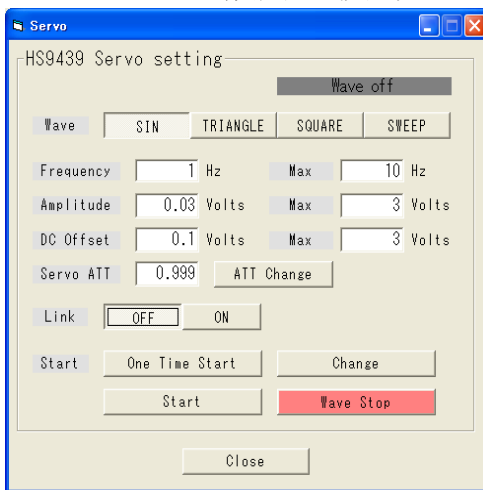 Servo
HS9439 Servo setting
Wave off
Wave SIN TRIANGLE SQUARE SWEEP
Frequency 1 Hz Max 10 Hz
Amplitude 0.03 Volts Max 3 Volts
DC Offset 0.1 Volts Max 3 Volts
Servo ATT 0.999 ATT Change
Link OFF ON
Start One Time Start Change
Start Wave Stop
Close